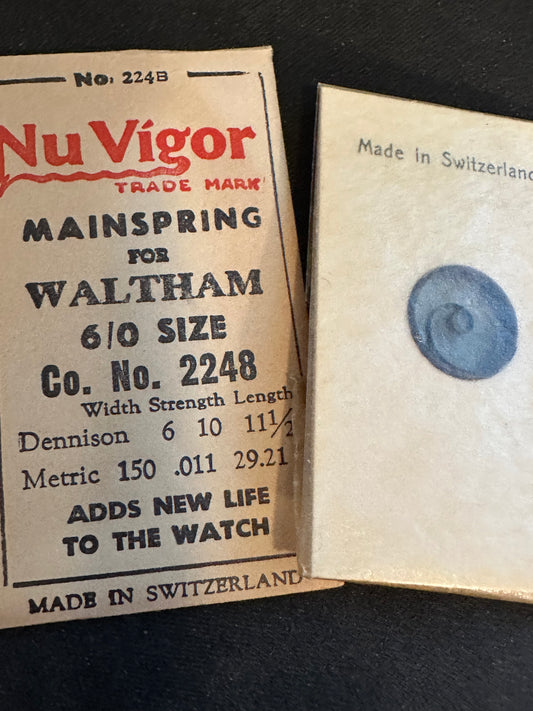 No. 224B
Nu Vigor
TRADE MARK
MAINSPRING
FOR
WALTHAM
6/0 SIZE
Co. No. 2248
Width Strength Length
Dennison 6 10 11½
Metric 150 .011 29.21
ADDS NEW LIFE
TO THE WATCH
MADE IN SWITZERLAND
Made in Switzerland